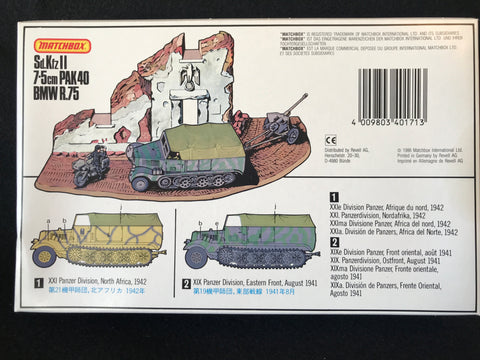 MATCHBOX
Sd.Kfz II
7·5cm PAK40
BMW R.75
"MATCHBOX" IS REGISTERED TRADEMARK OF MATCHBOX INTERNATIONAL LTD. AND ITS SUBSIDIARIES.
"MATCHBOX" IST DAS EINGETRAGENE WARENZEICHEN DER MATCHBOX INTERNATIONAL LTD. UND IHRER
TOCHTERGESELLSCHAFTEN.
"MATCHBOX" EST LA MARQUE COMMERCIAL DEPOSEE DU GROUPE INTERNATIONAL MATCHBOX LTD.
ET DES SOCIETES SUBSIDIARIES.
4 009803 401713
CE
Distributed by Revell AG,
Henschelstr. 20-30,
D-4980 Bünde
© 1986 Matchbox International Ltd.
Printed in Germany by Revell AG.
Imprimé en Allemagne de Revell AG.
1
XXIe Division Panzer, Afrique du nord, 1942
XXI. Panzerdivision, Nordafrika, 1942
XXIma Divisione Panzer, Africa del nord, 1942
XXIa. División de Panzers, Africa del Norte, 1942
2
XIXe Division Panzer, Front oriental, août 1941
XIX. Panzerdivision, Ostfront, August 1941
XIXma Divisione Panzer, Fronte orientale,
agosto 1941
XIXa. División de Panzers, Frente Oriental,
Agosto 1941
a b
1 XXI Panzer Division, North Africa, 1942
第21機甲師団, 北アフリカ 1942年
a
2 XIX Panzer Division, Eastern Front, August 1941
第19機甲師団, 東部戦線 1941年8月